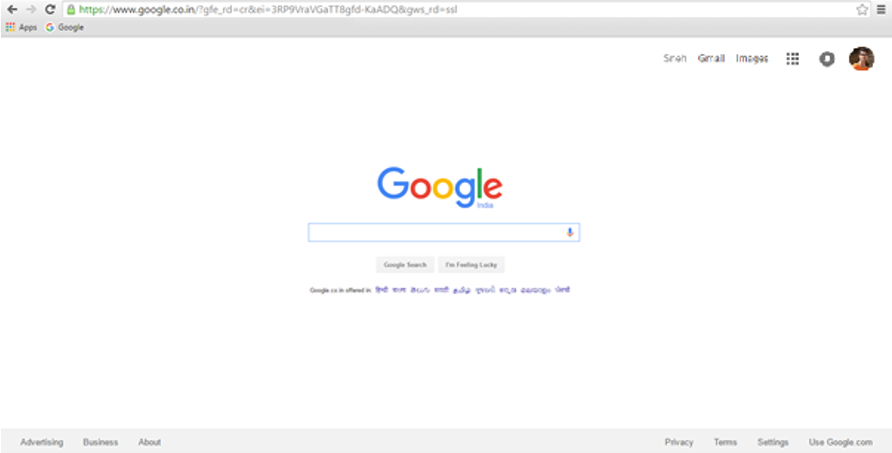 https://www.google.co.in/?gfe_rd=cr&ei=3RP9VraVGaTT8gfd-KaADQ&gws_rd=ssl
Apps Google
Sneh Gmail Images
Google
India
Google Search I'm Feeling Lucky
Google.co.in offered in: हिन्दी বাংলা తెలుగు मराठी தமிழ் ગુજરાતી ಕನ್ನಡ മലയാളം ਪੰਜਾਬੀ
Advertising Business About Privacy Terms Settings Use Google.com